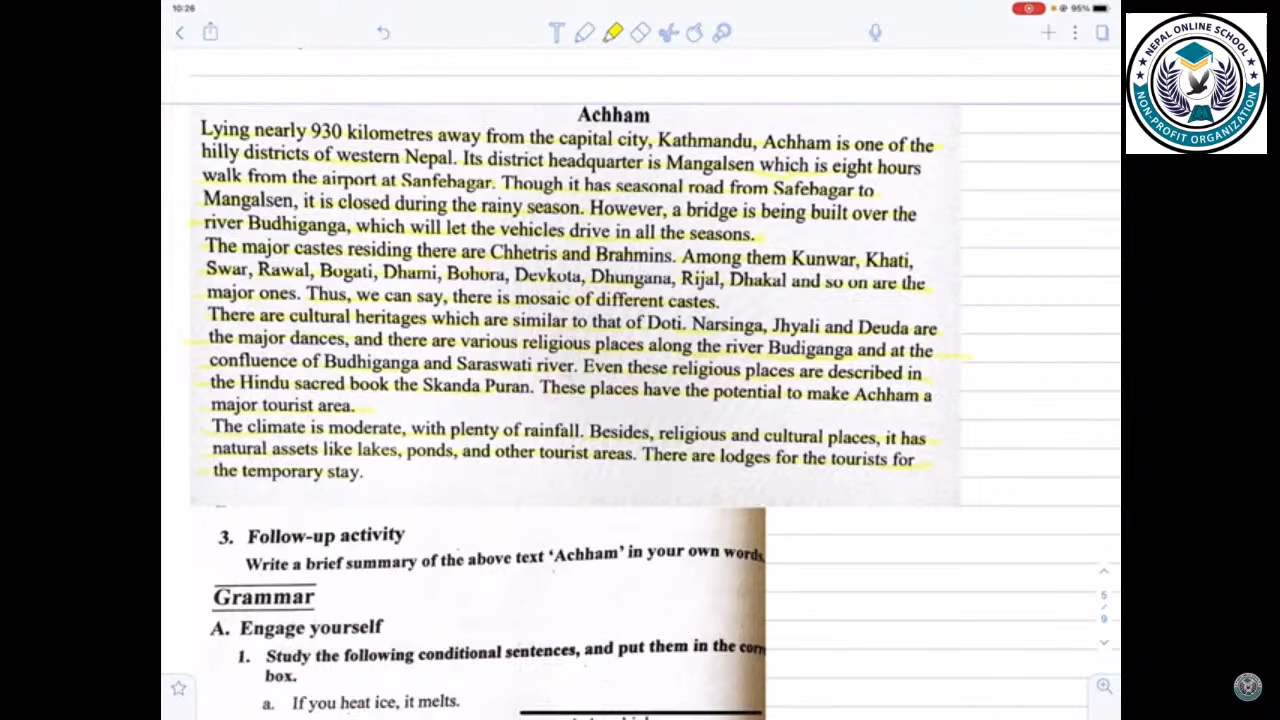 10:26
95%
NEPAL ONLINE SCHOOL
NON-PROFIT ORGANIZATION
Achham
Lying nearly 930 kilometres away from the capital city, Kathmandu, Achham is one of the
hilly districts of western Nepal. Its district headquarter is Mangalsen which is eight hours
walk from the airport at Sanfebagar. Though it has seasonal road from Safebagar to
Mangalsen, it is closed during the rainy season. However, a bridge is being built over the
river Budhiganga, which will let the vehicles drive in all the seasons.
The major castes residing there are Chhetris and Brahmins. Among them Kunwar, Khati,
Swar, Rawal, Bogati, Dhami, Bohora, Devkota, Dhungana, Rijal, Dhakal and so on are the
major ones. Thus, we can say, there is mosaic of different castes.
There are cultural heritages which are similar to that of Doti. Narsinga, Jhyali and Deuda are
the major dances, and there are various religious places along the river Budiganga and at the
confluence of Budhiganga and Saraswati river. Even these religious places are described in
the Hindu sacred book the Skanda Puran. These places have the potential to make Achham a
major tourist area.
The climate is moderate, with plenty of rainfall. Besides, religious and cultural places, it has
natural assets like lakes, ponds, and other tourist areas. There are lodges for the tourists for
the temporary stay.
3. Follow-up activity
Write a brief summary of the above text ‘Achham’ in your own words.
Grammar
A. Engage yourself
1. Study the following conditional sentences, and put them in the
box.
a. If you heat ice, it melts.
5
9